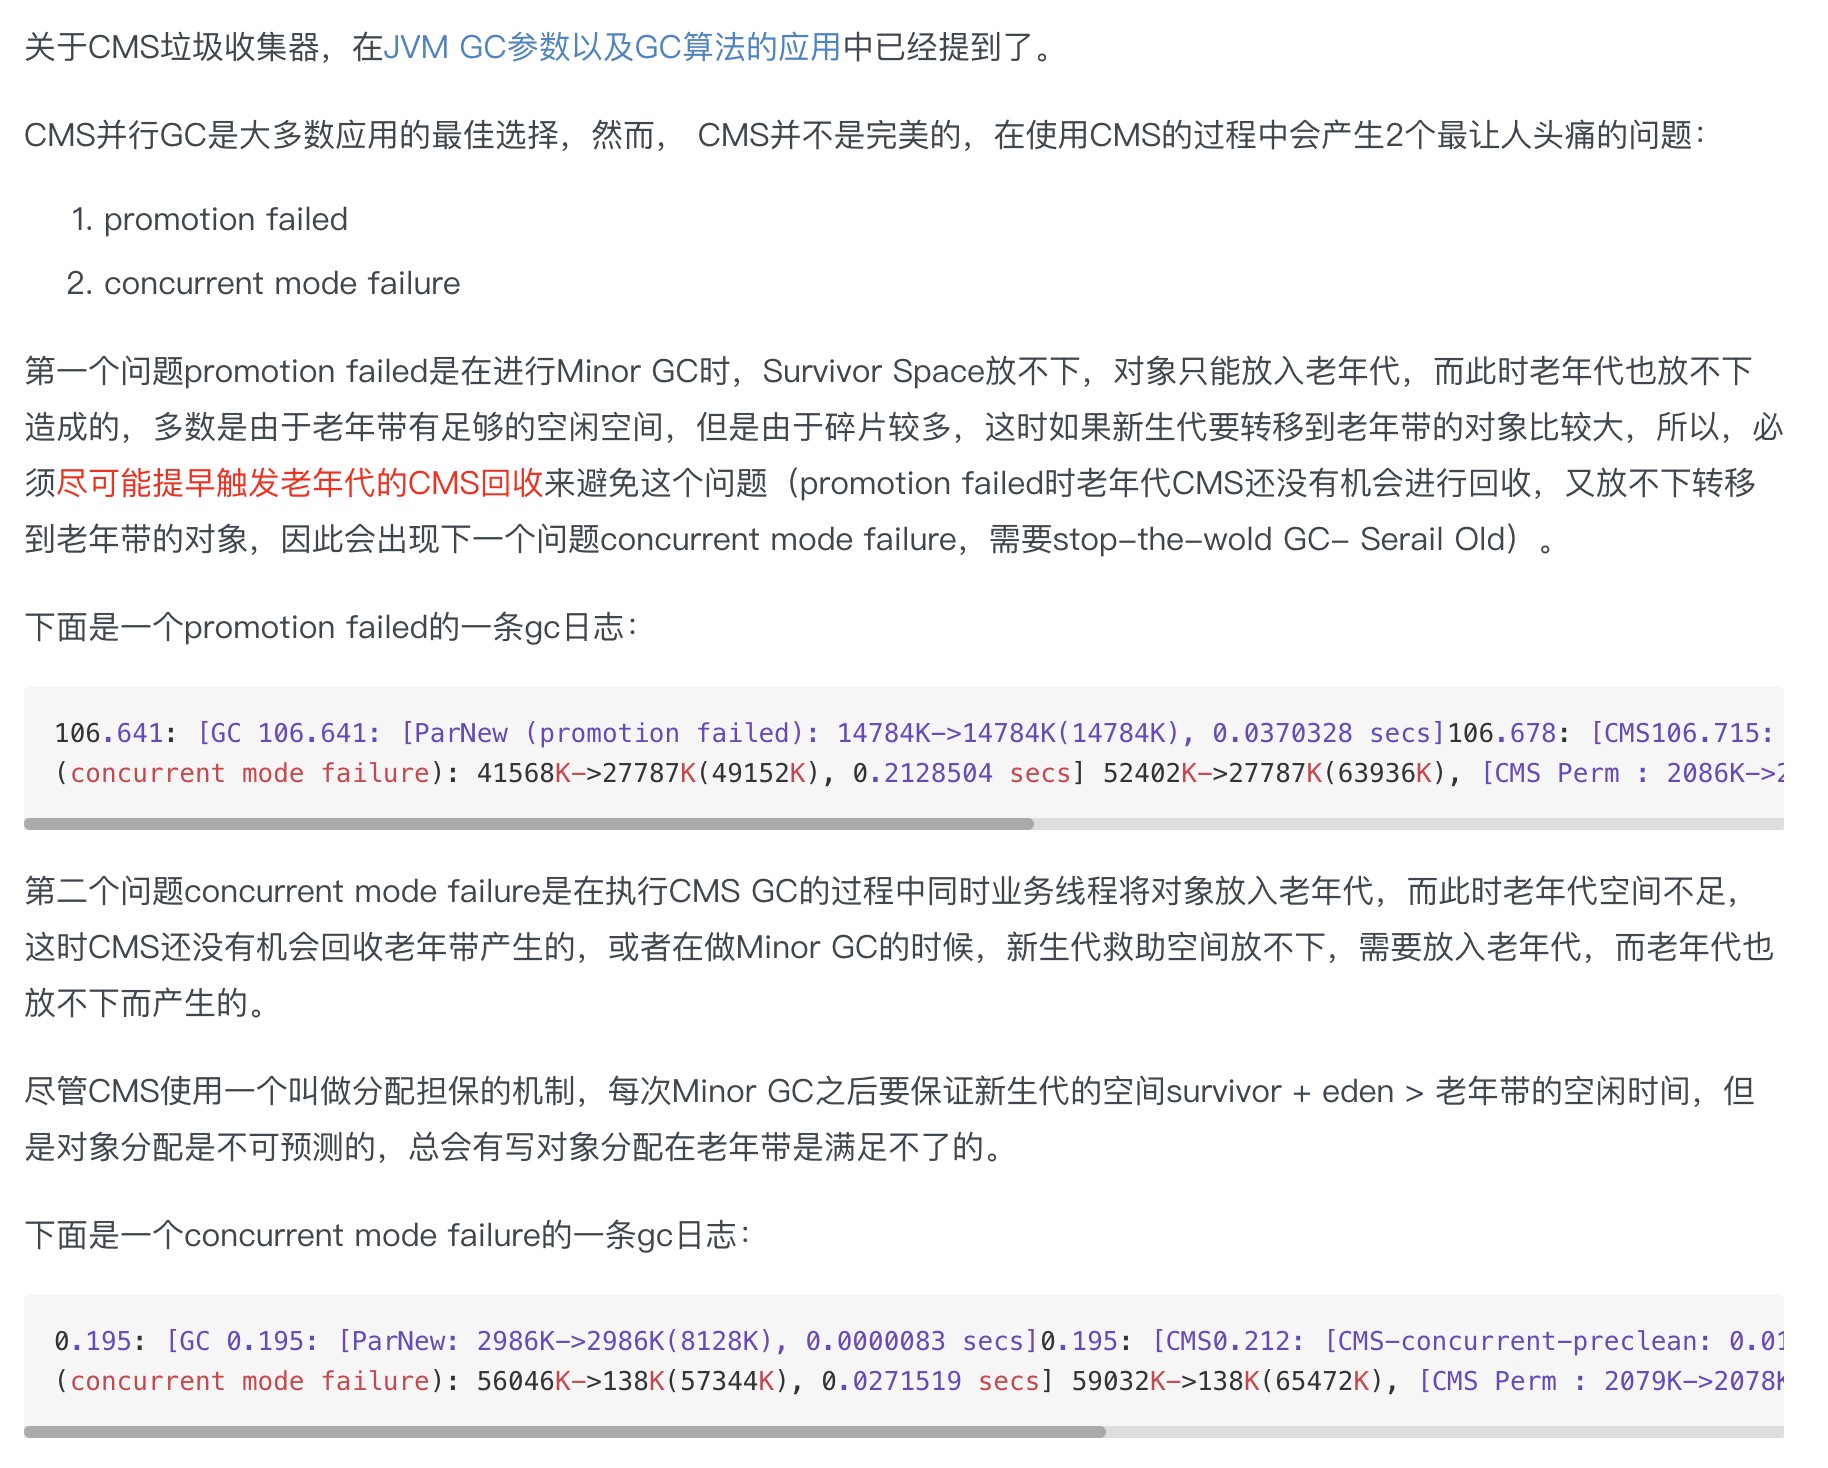 关于CMS垃圾收集器，在JVM GC参数以及GC算法的应用中已经提到了。
CMS并行GC是大多数应用的最佳选择，然而， CMS并不是完美的，在使用CMS的过程中会产生2个最让人头痛的问题：
1. promotion failed
2. concurrent mode failure
第一个问题promotion failed是在进行Minor GC时，Survivor Space放不下，对象只能放入老年代，而此时老年代也放不下
造成的，多数是由于老年带有足够的空闲空间，但是由于碎片较多，这时如果新生代要转移到老年带的对象比较大，所以，必
须尽可能提早触发老年代的CMS回收来避免这个问题（promotion failed时老年代CMS还没有机会进行回收，又放不下转移
到老年带的对象，因此会出现下一个问题concurrent mode failure，需要stop-the-wold GC- Serail Old）。
下面是一个promotion failed的一条gc日志：
106.641: [GC 106.641: [ParNew (promotion failed): 14784K->14784K(14784K), 0.0370328 secs]106.678: [CMS106.715:
(concurrent mode failure): 41568K->27787K(49152K), 0.2128504 secs] 52402K->27787K(63936K), [CMS Perm : 2086K->2
第二个问题concurrent mode failure是在执行CMS GC的过程中同时业务线程将对象放入老年代，而此时老年代空间不足，
这时CMS还没有机会回收老年带产生的，或者在做Minor GC的时候，新生代救助空间放不下，需要放入老年代，而老年代也
放不下而产生的。
尽管CMS使用一个叫做分配担保的机制，每次Minor GC之后要保证新生代的空间survivor + eden > 老年带的空闲时间，但
是对象分配是不可预测的，总会有写对象分配在老年带是满足不了的。
下面是一个concurrent mode failure的一条gc日志：
0.195: [GC 0.195: [ParNew: 2986K->2986K(8128K), 0.0000083 secs]0.195: [CMS0.212: [CMS-concurrent-preclean: 0.01
(concurrent mode failure): 56046K->138K(57344K), 0.0271519 secs] 59032K->138K(65472K), [CMS Perm : 2079K->2078K